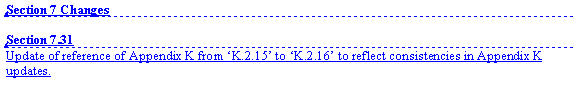 Section 7 Changes
Section 7.31
Update of reference of Appendix K from ‘K.2.15’ to ‘K.2.16’ to reflect consistencies in Appendix K
updates.